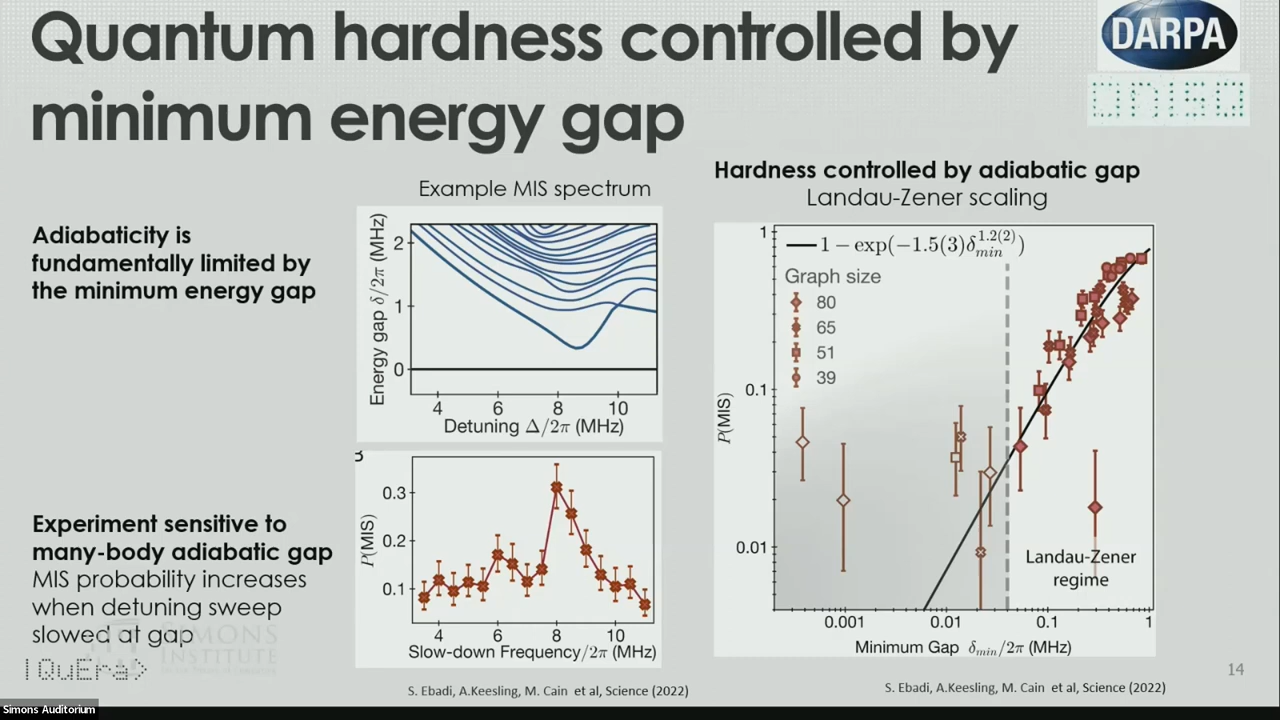 Quantum hardness controlled by
minimum energy gap
DARPA
ONISQ
Adiabaticity is
fundamentally limited by
the minimum energy gap
Example MIS spectrum
Energy gap δ/2π (MHz)
2
1
0
4
6
8
10
Detuning Δ/2π (MHz)
Hardness controlled by adiabatic gap
Landau-Zener scaling
1 − exp(−1.5(3)δ_min^1.2(2))
Graph size
80
65
51
39
P(MIS)
1
0.1
0.01
Landau-Zener
regime
0.001
0.01
0.1
1
Minimum Gap δ_min/2π (MHz)
Experiment sensitive to
many-body adiabatic gap
MIS probability increases
when detuning sweep
slowed at gap
P(MIS)
0.3
0.2
0.1
4
6
8
10
Slow-down Frequency/2π (MHz)
SIMONS
INSTITUTE
|QuEra>
S. Ebadi, A.Keesling, M. Cain et al, Science (2022)
S. Ebadi, A.Keesling, M. Cain et al, Science (2022)
14
Simons Auditorium